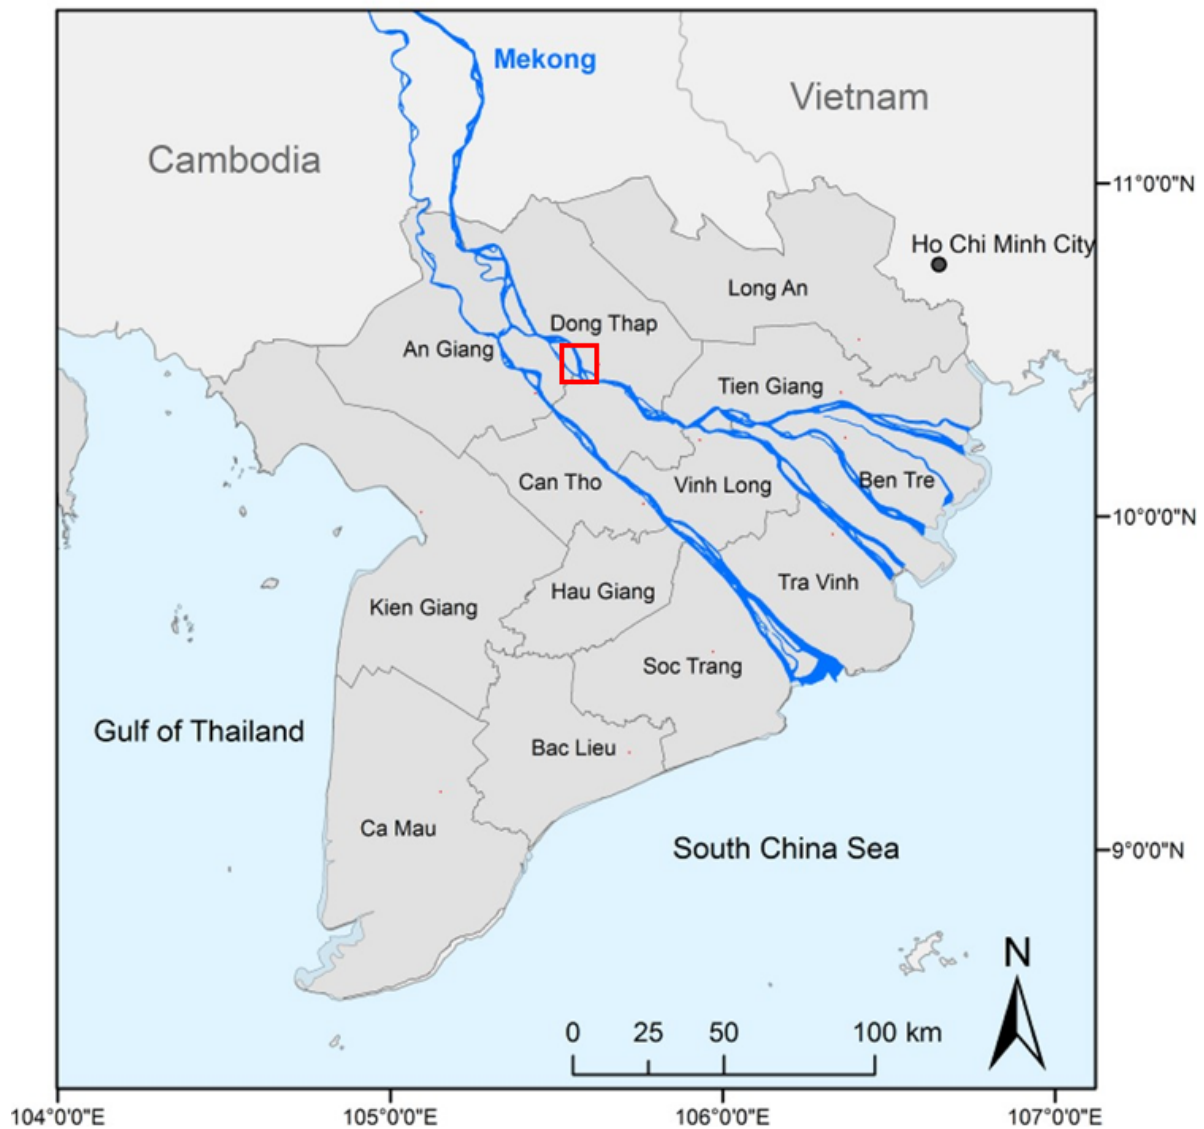 Mekong
Vietnam
Cambodia
11°0'0"N
Ho Chi Minh City
Long An
Dong Thap
An Giang
Tien Giang
Can Tho
Vinh Long
Ben Tre
10°0'0"N
Tra Vinh
Hau Giang
Kien Giang
Soc Trang
Gulf of Thailand
Bac Lieu
Ca Mau
South China Sea
9°0'0"N
N
0 25 50 100 km
104°0'0"E 105°0'0"E 106°0'0"E 107°0'0"E